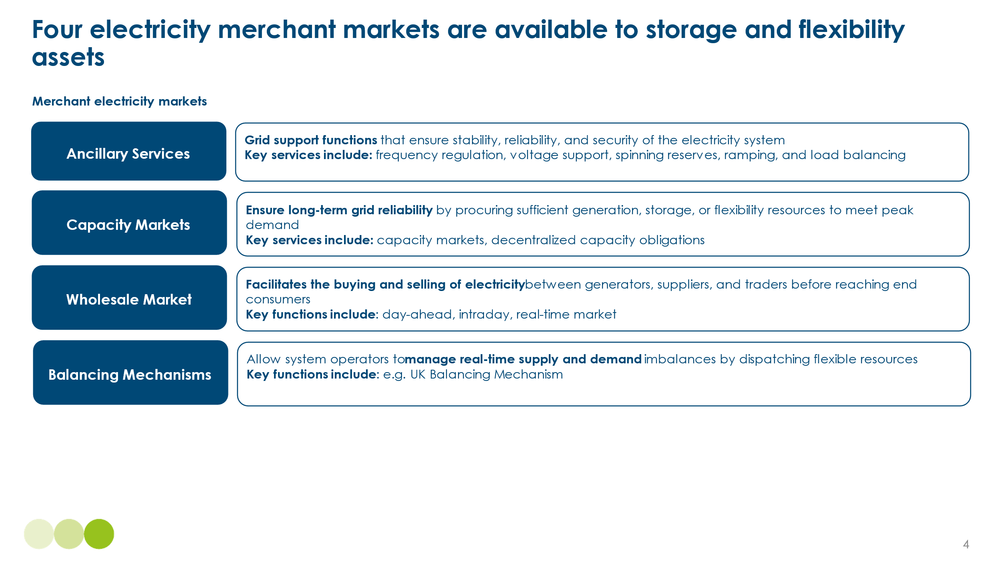 Four electricity merchant markets are available to storage and flexibility
assets
Merchant electricity markets
Ancillary Services
Grid support functions that ensure stability, reliability, and security of the electricity system
Key services include: frequency regulation, voltage support, spinning reserves, ramping, and load balancing
Capacity Markets
Ensure long-term grid reliability by procuring sufficient generation, storage, or flexibility resources to meet peak
demand
Key services include: capacity markets, decentralized capacity obligations
Wholesale Market
Facilitates the buying and selling of electricity between generators, suppliers, and traders before reaching end
consumers
Key functions include: day-ahead, intraday, real-time market
Balancing Mechanisms
Allow system operators to manage real-time supply and demand imbalances by dispatching flexible resources
Key functions include: e.g. UK Balancing Mechanism
4